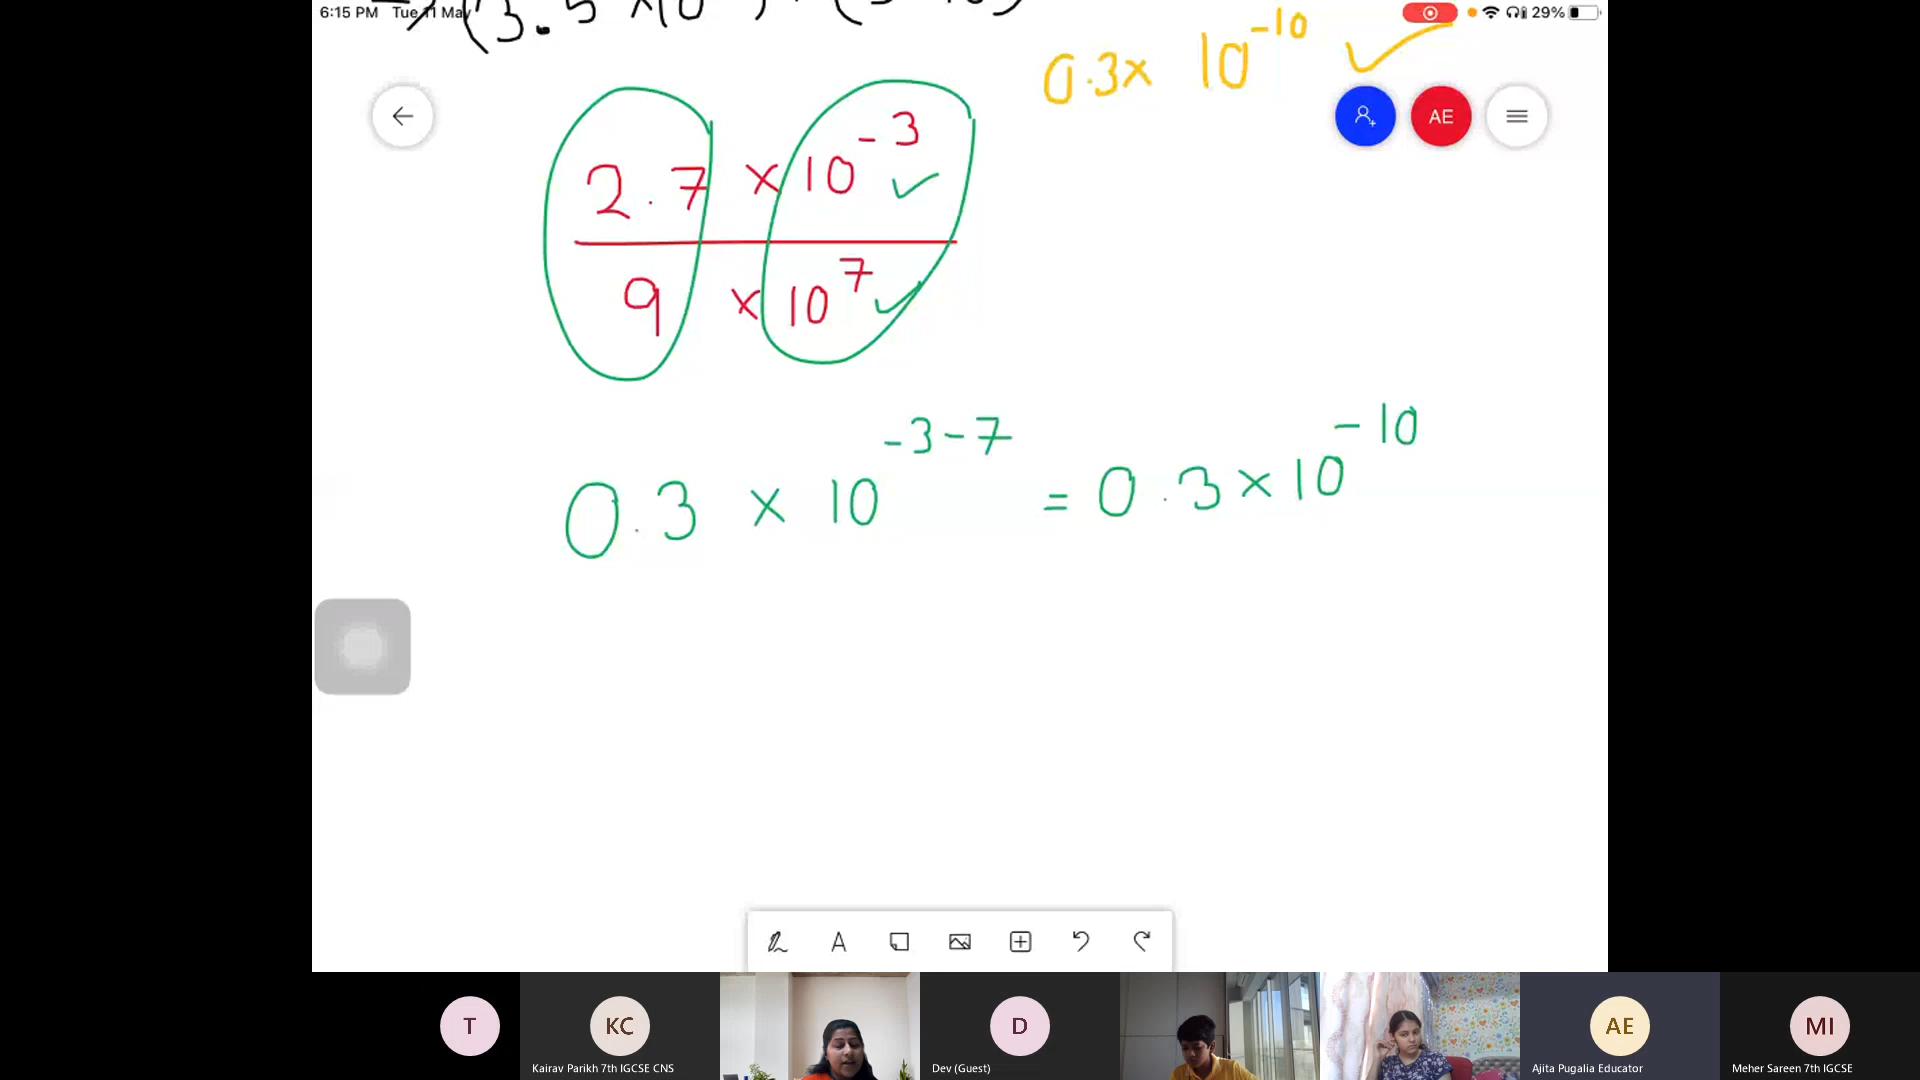 6:15 PM Tue 11 May
29%
0.3 x 10^-10
AE
2.7 x 10^-3
9 x 10^7
0.3 x 10^-3-7 = 0.3 x 10^-10
A
T
KC
D
AE
MI
Kairav Parikh 7th IGCSE CNS
Dev (Guest)
Ajita Pugalia Educator
Meher Sareen 7th IGCSE